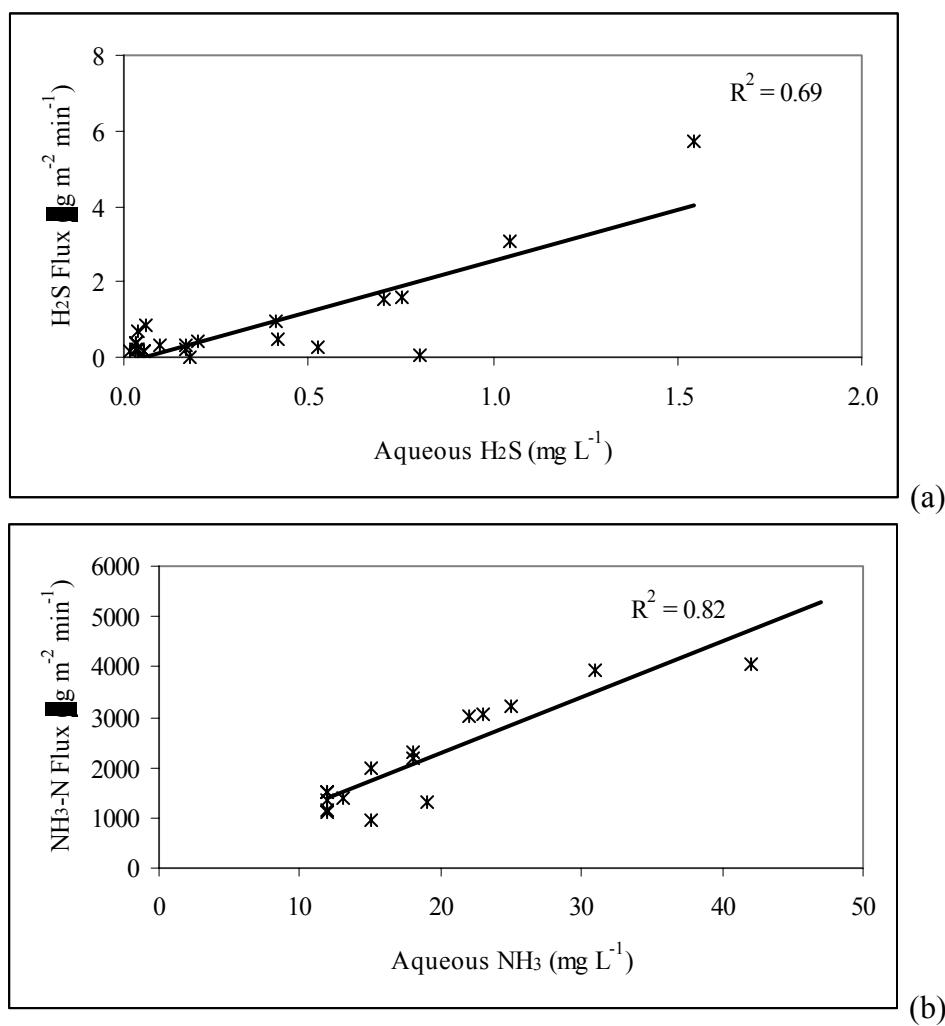 8
6
4
2
0
R² = 0.69
H₂S Flux g m⁻² min⁻¹)
0.0 0.5 1.0 1.5 2.0
Aqueous H₂S (mg L⁻¹)
(a)
6000
5000
4000
3000
2000
1000
0
R² = 0.82
NH₃-N Flux g m⁻² min⁻¹)
0 10 20 30 40 50
Aqueous NH₃ (mg L⁻¹)
(b)